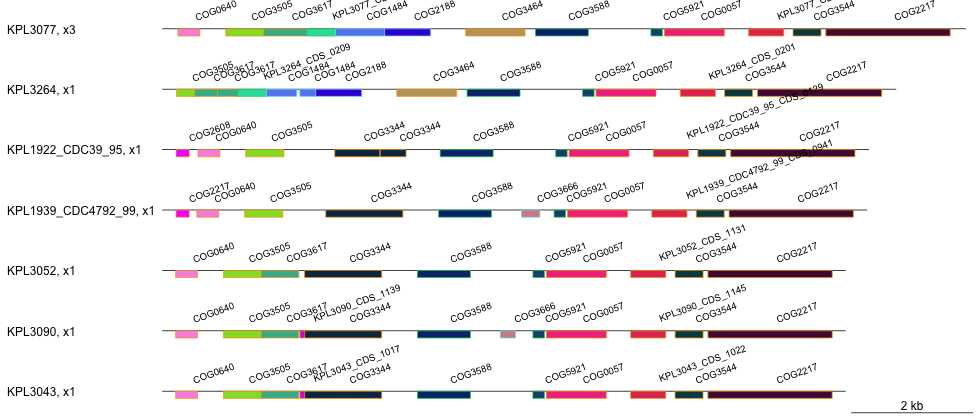 COG0640 COG3505 COG3617 COG1484 COG2188 COG3464 COG3588 COG5921 COG0057 COG3544 COG2217
KPL3077, x3
COG3505 COG3617 COG3617 KPL3264_CDS_0209 COG1484 COG1484 COG2188 COG3464 COG3588 COG5921 COG0057 KPL3264_CDS_0201 COG3544 COG2217
KPL3264, x1
COG2608 COG0640 COG3505 COG3344 COG3344 COG3588 COG5921 COG0057 KPL1922_CDC39_95_CDS_0129 COG3544 COG2217
KPL1922_CDC39_95, x1
COG2217 COG0640 COG3505 COG3344 COG3588 COG3666 COG5921 COG0057 KPL1939_CDC4792_99_CDS_0941 COG3544 COG2217
KPL1939_CDC4792_99, x1
COG0640 COG3505 COG3617 COG3344 COG3588 COG5921 COG0057 KPL3052_CDS_1131 COG3544 COG2217
KPL3052, x1
COG0640 COG3505 COG3617 KPL3090_CDS_1139 COG3344 COG3588 COG3666 COG5921 COG0057 KPL3090_CDS_1145 COG3544 COG2217
KPL3090, x1
COG0640 COG3505 COG3617 KPL3043_CDS_1017 COG3344 COG3588 COG5921 COG0057 KPL3043_CDS_1022 COG3544 COG2217
KPL3043, x1
2 kb